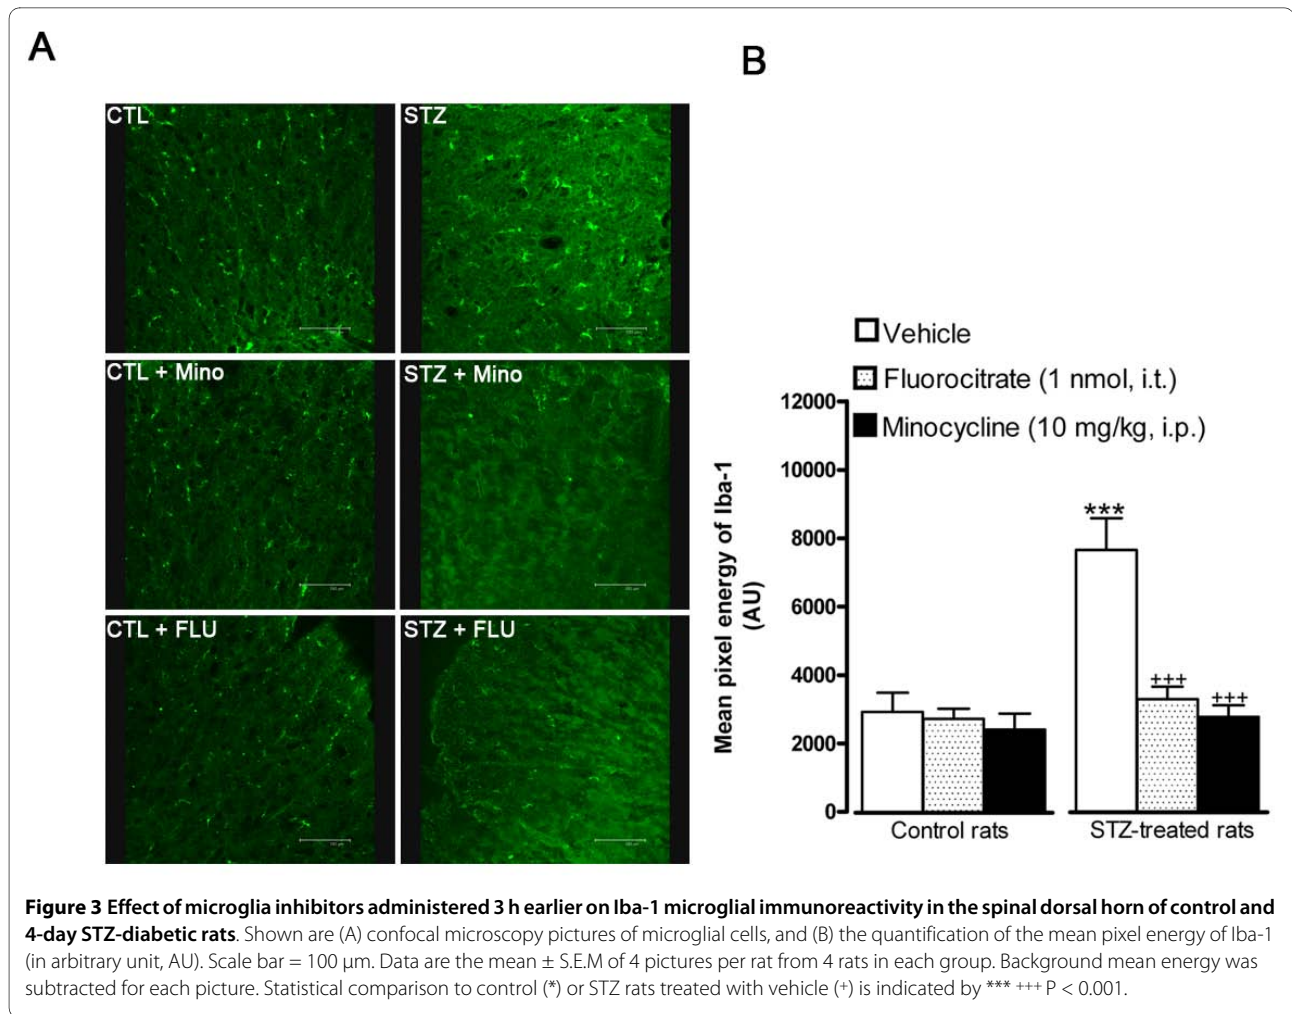 A
B
CTL
STZ
CTL + Mino
STZ + Mino
CTL + FLU
STZ + FLU
Vehicle
Fluorocitrate (1 nmol, i.t.)
Minocycline (10 mg/kg, i.p.)
Mean pixel energy of Iba-1
(AU)
12000
10000
8000
6000
4000
2000
0
***
+++
+++
Control rats
STZ-treated rats
Figure 3 Effect of microglia inhibitors administered 3 h earlier on Iba-1 microglial immunoreactivity in the spinal dorsal horn of control and
4-day STZ-diabetic rats. Shown are (A) confocal microscopy pictures of microglial cells, and (B) the quantification of the mean pixel energy of Iba-1
(in arbitrary unit, AU). Scale bar = 100 μm. Data are the mean ± S.E.M of 4 pictures per rat from 4 rats in each group. Background mean energy was
subtracted for each picture. Statistical comparison to control (*) or STZ rats treated with vehicle (+) is indicated by *** +++ P < 0.001.